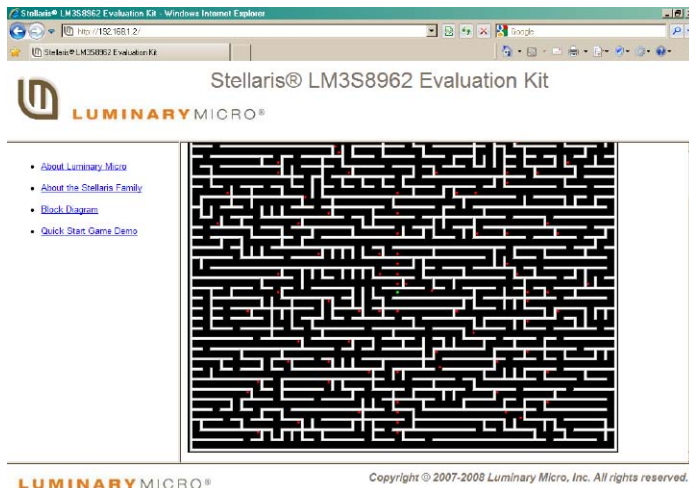 Stellaris® LM3S8962 Evaluation Kit - Windows Internet Explorer
http://192.168.1.2/
Google
Stellaris® LM3S8962 Evaluation Kit
Stellaris® LM3S8962 Evaluation Kit
LUMINARYMICRO®
About Luminary Micro
About the Stellaris Family
Block Diagram
Quick Start Game Demo
LUMINARYMICRO®
Copyright © 2007-2008 Luminary Micro, Inc. All rights reserved.